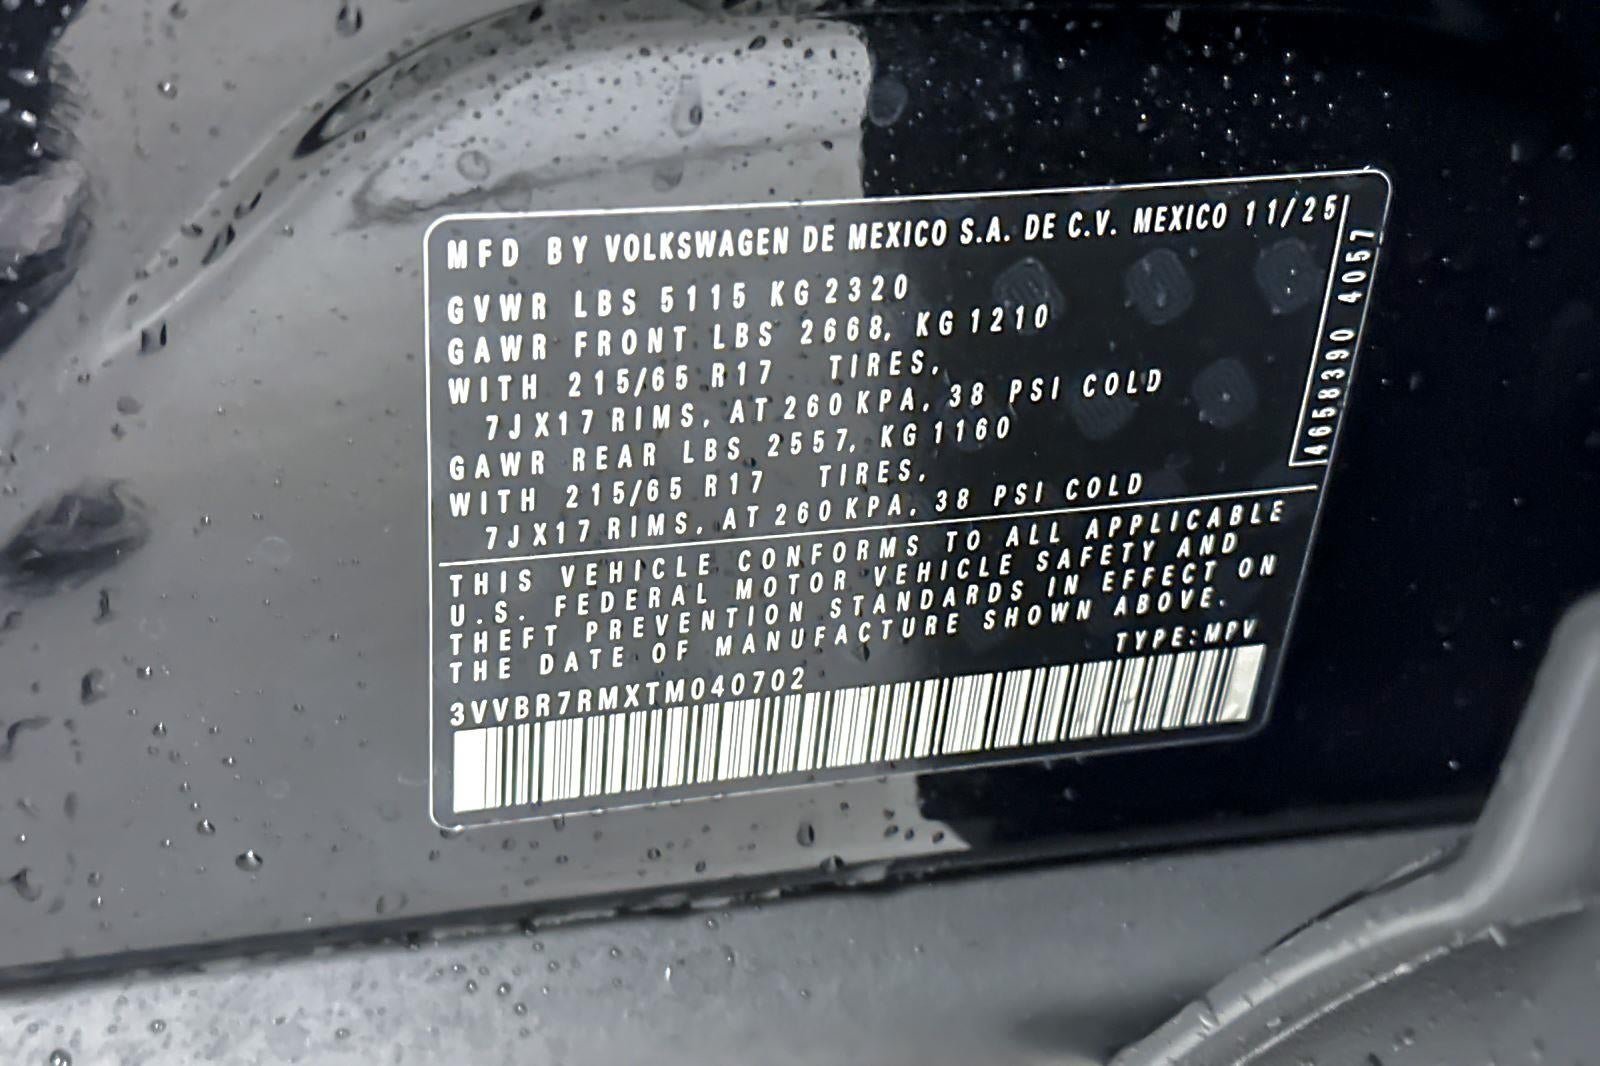 MFD BY VOLKSWAGEN DE MEXICO S.A. DE C.V. MEXICO 11/25
GVWR LBS 5115 KG 2320
GAWR FRONT LBS 2668, KG 1210
WITH 215/65 R17 TIRES,
7JX17 RIMS, AT 260 KPA, 38 PSI COLD
GAWR REAR LBS 2557, KG 1160
WITH 215/65 R17 TIRES,
7JX17 RIMS, AT 260 KPA, 38 PSI COLD
4658390 4057
THIS VEHICLE CONFORMS TO ALL APPLICABLE
U.S. FEDERAL MOTOR VEHICLE SAFETY AND
THEFT PREVENTION STANDARDS IN EFFECT ON
THE DATE OF MANUFACTURE SHOWN ABOVE.
TYPE:MPV
3VVBR7RMXTM040702